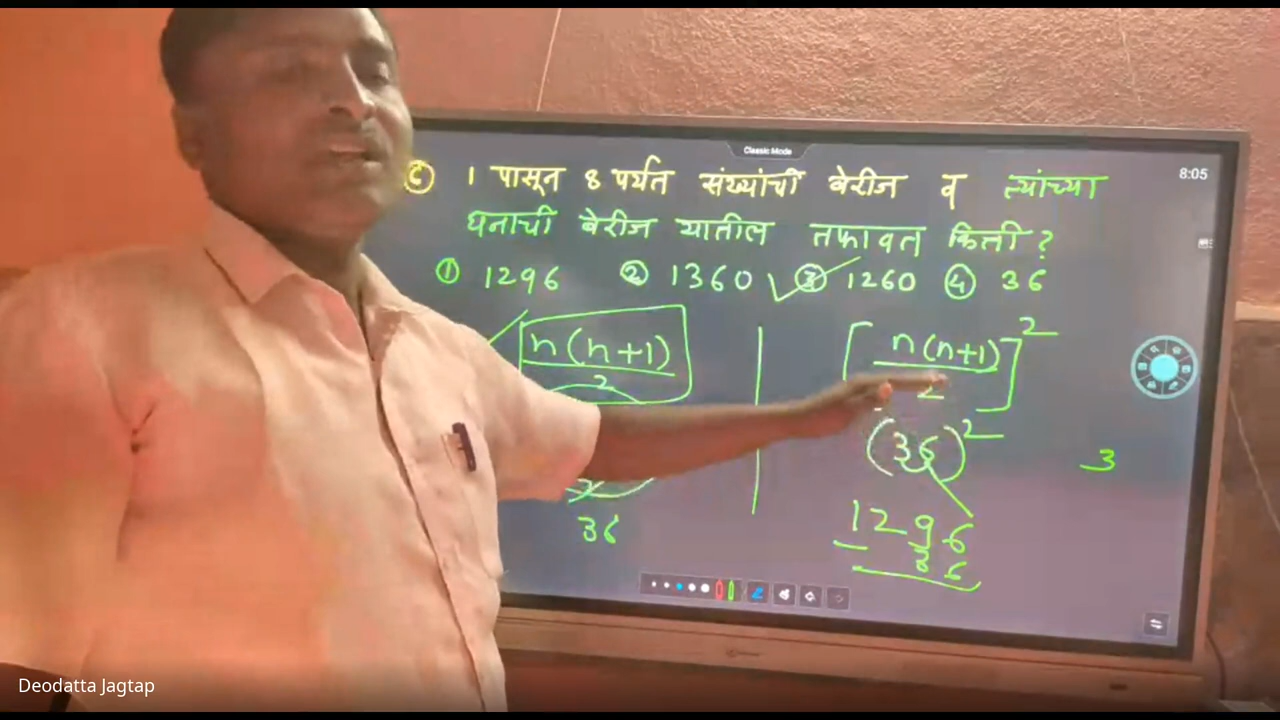 Classic Mode
8:05
८ 1 पासून 8 पर्यंत संख्यांची बेरीज व त्यांच्या
घनाची बेरीज यातील तफावत किती ?
① 1296 ② 1360 ✓ ③ 1260 ④ 36
n(n+1)
2
[n(n+1)
2]²
(36)²
3
36
1296
36
Deodatta Jagtap